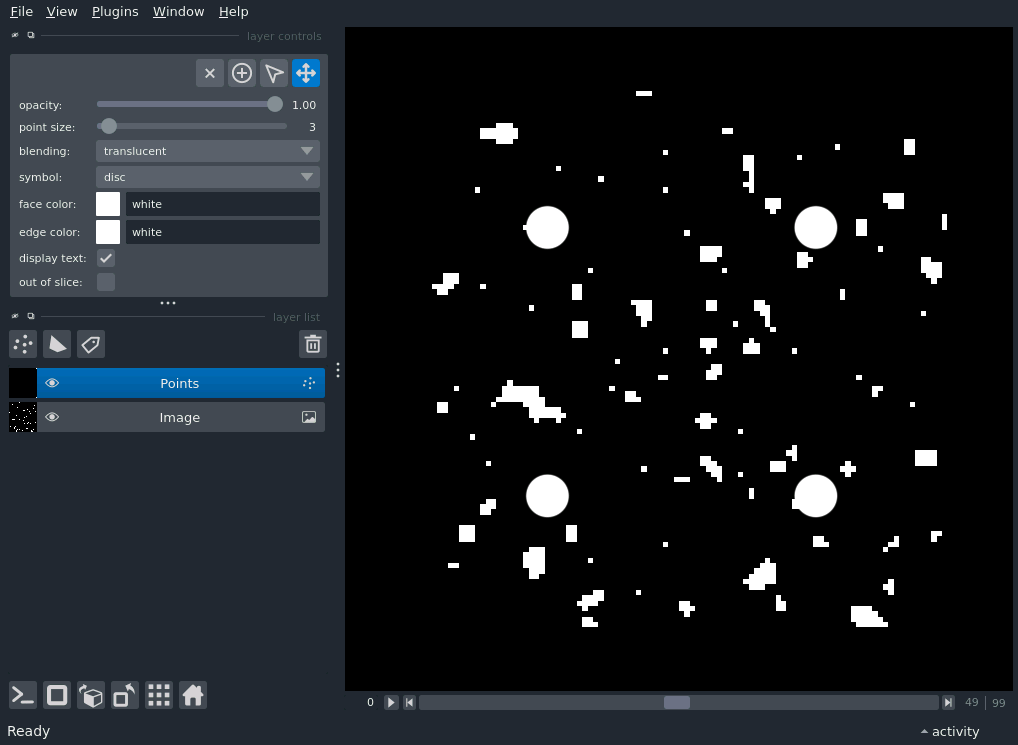 File View Plugins Window Help
layer controls
opacity: 1.00
point size: 3
blending: translucent
symbol: disc
face color: white
edge color: white
display text:
out of slice:
layer list
Points
Image
0 49 | 99
Ready activity